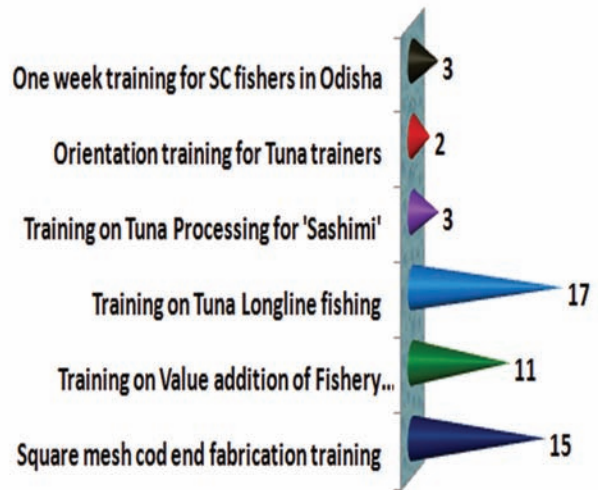 One week training for SC fishers in Odisha 3
Orientation training for Tuna trainers 2
Training on Tuna Processing for 'Sashimi' 3
Training on Tuna Longline fishing 17
Training on Value addition of Fishery... 11
Square mesh cod end fabrication training 15